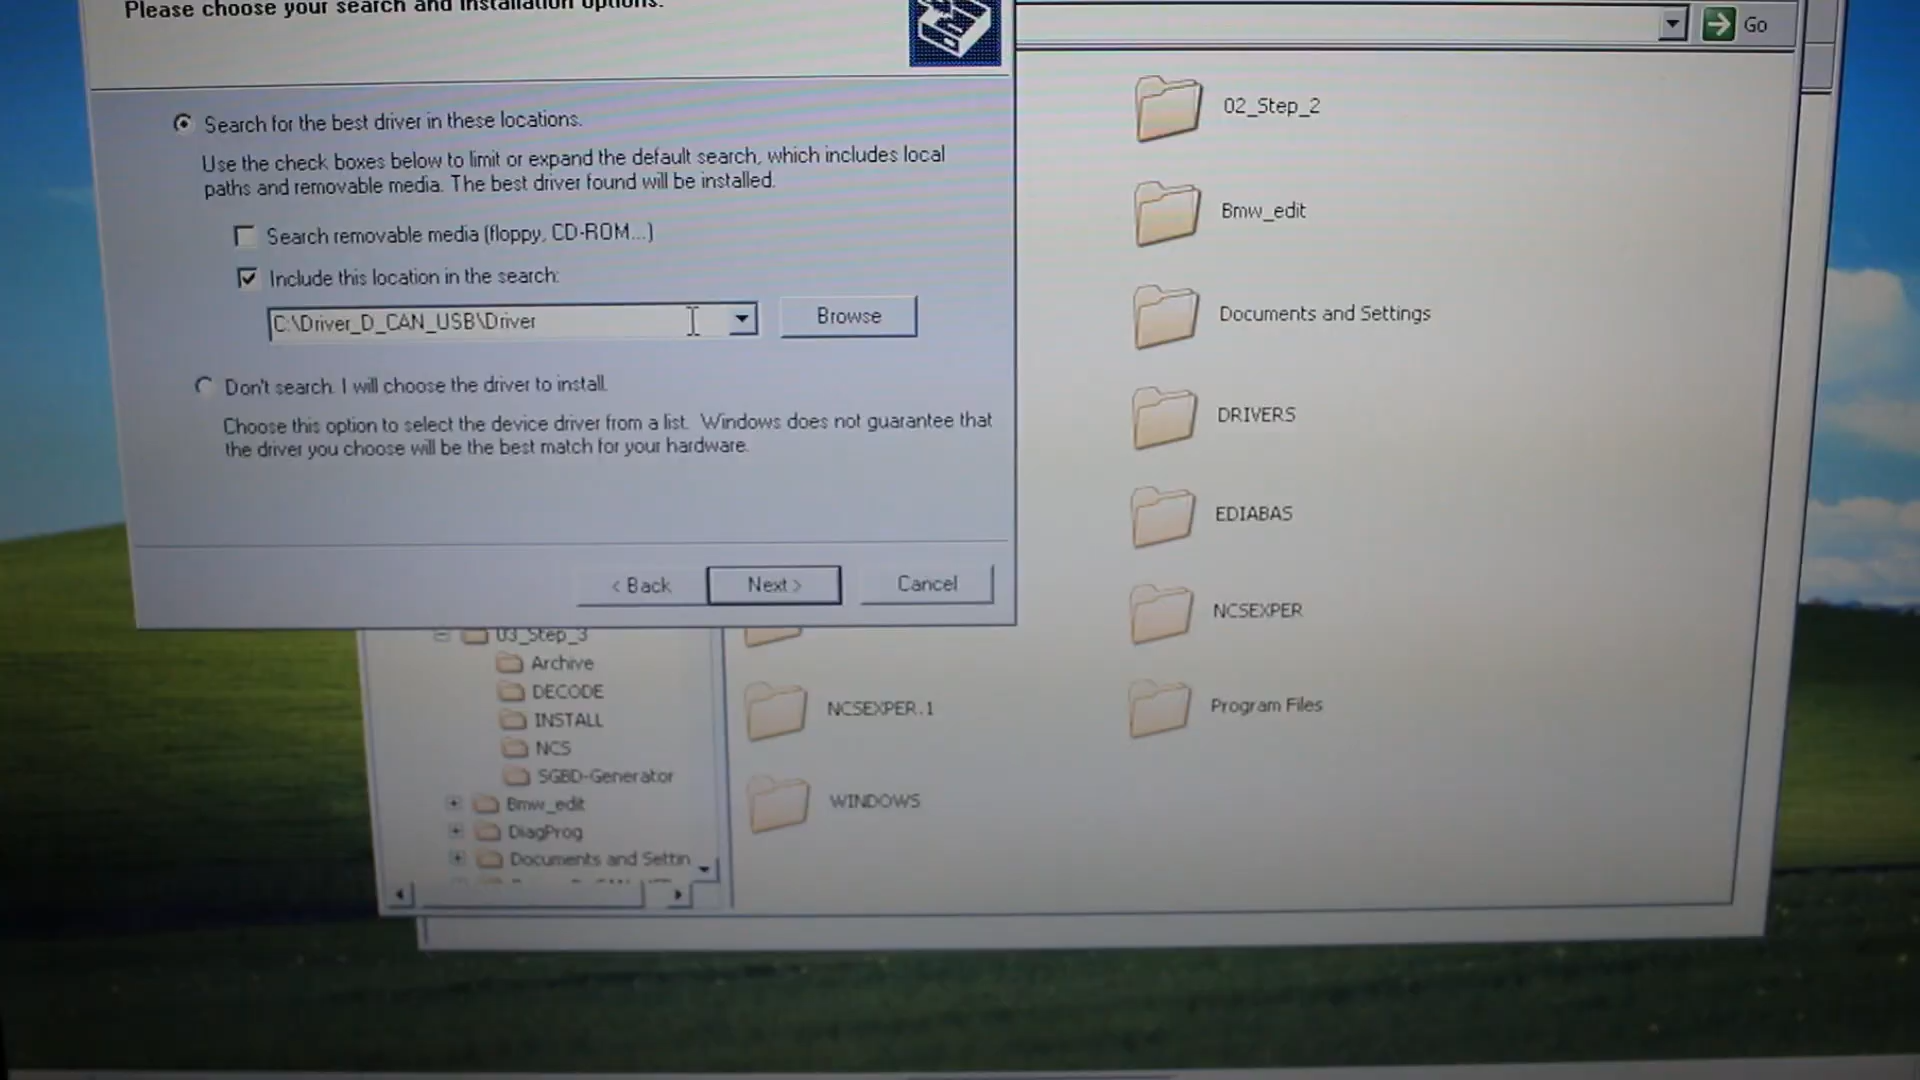 Please choose your search and installation options.
Go
Search for the best driver in these locations.
Use the check boxes below to limit or expand the default search, which includes local
paths and removable media. The best driver found will be installed.
Search removable media (floppy, CD-ROM...)
Include this location in the search:
C:\Driver_D_CAN_USB\Driver
Browse
Don't search. I will choose the driver to install.
Choose this option to select the device driver from a list. Windows does not guarantee that
the driver you choose will be the best match for your hardware.
< Back
Next >
Cancel
02_Step_2
Bmw_edit
Documents and Settings
DRIVERS
EDIABAS
NCSEXPER
Program Files
03_Step_3
Archive
DECODE
INSTALL
NCS
SGBD-Generator
Bmw_edit
DiagProg
Documents and Settin
NCSEXPER.1
WINDOWS